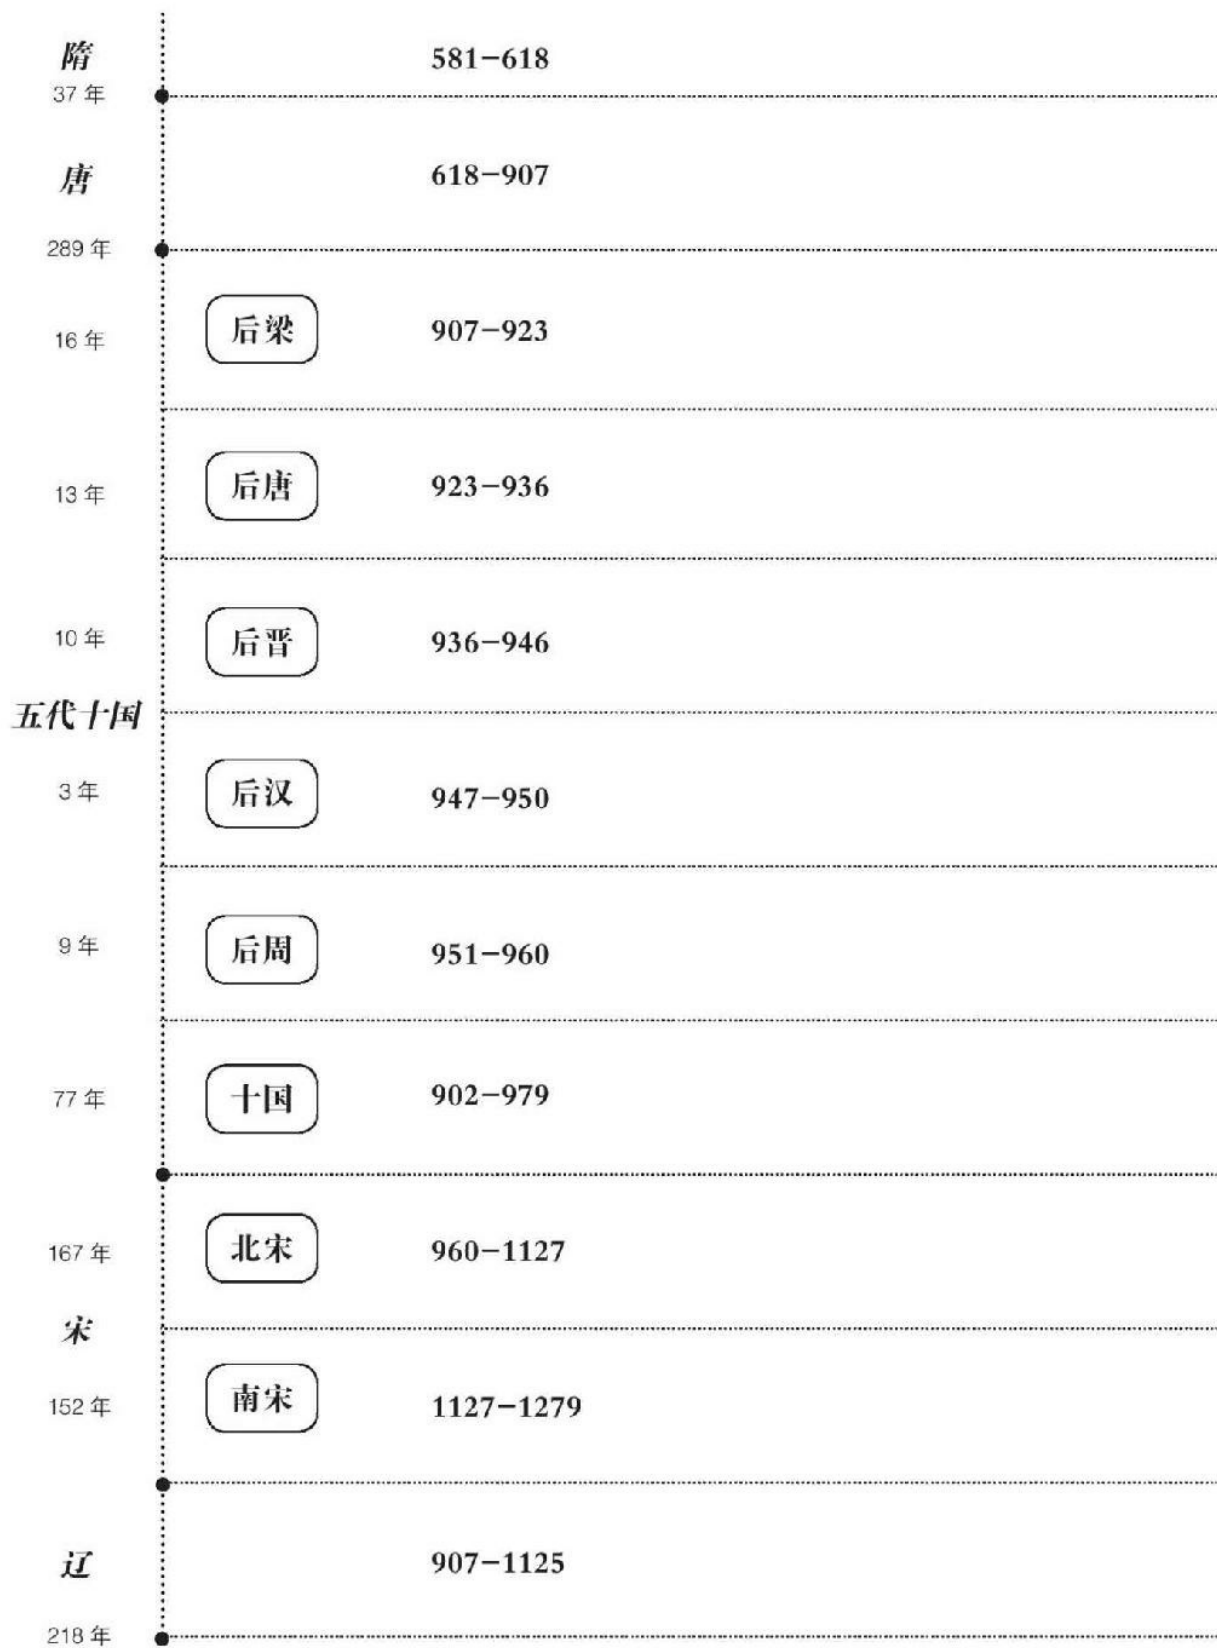 隋 581–618
37 年
唐 618–907
289 年
16 年 后梁 907–923
13 年 后唐 923–936
10 年 后晋 936–946
五代十国
3 年 后汉 947–950
9 年 后周 951–960
77 年 十国 902–979
167 年 北宋 960–1127
宋
152 年 南宋 1127–1279
辽 907–1125
218 年